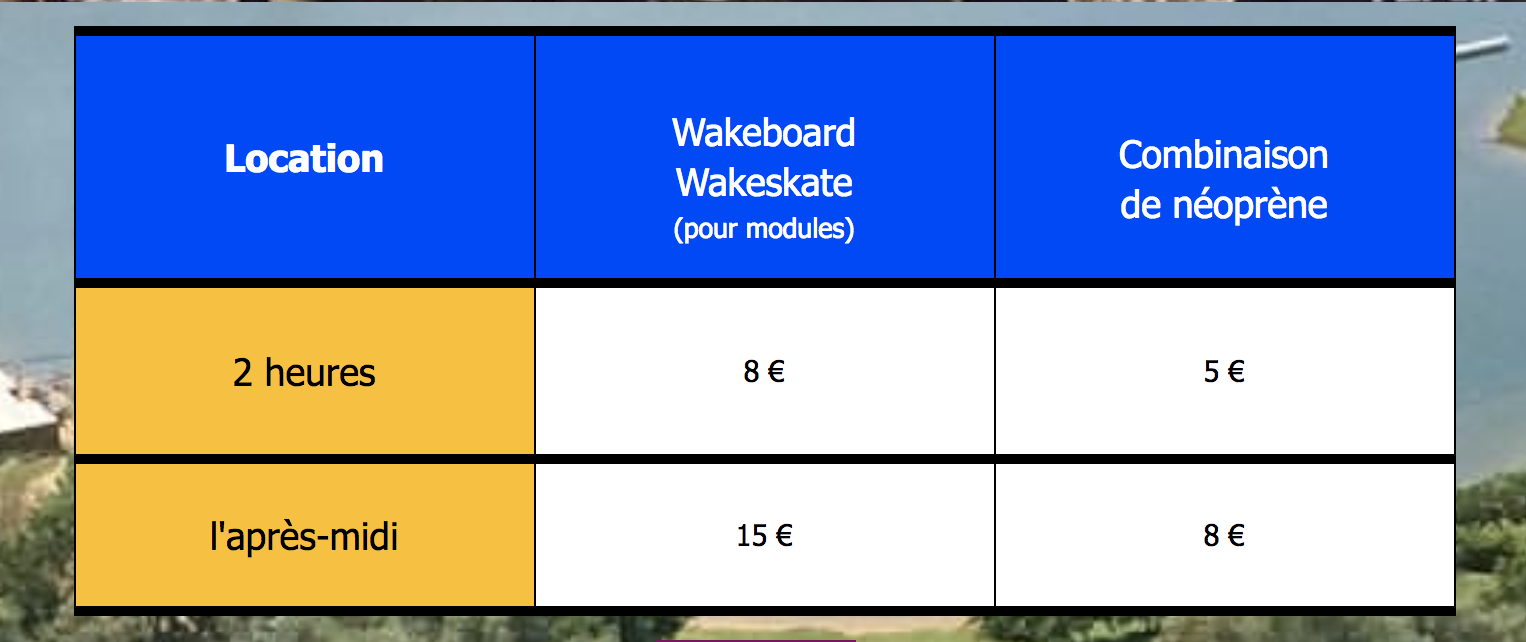 Location
Wakeboard
Wakeskate
(pour modules)
Combinaison
de néoprène
2 heures
8 €
5 €
l'après-midi
15 €
8 €